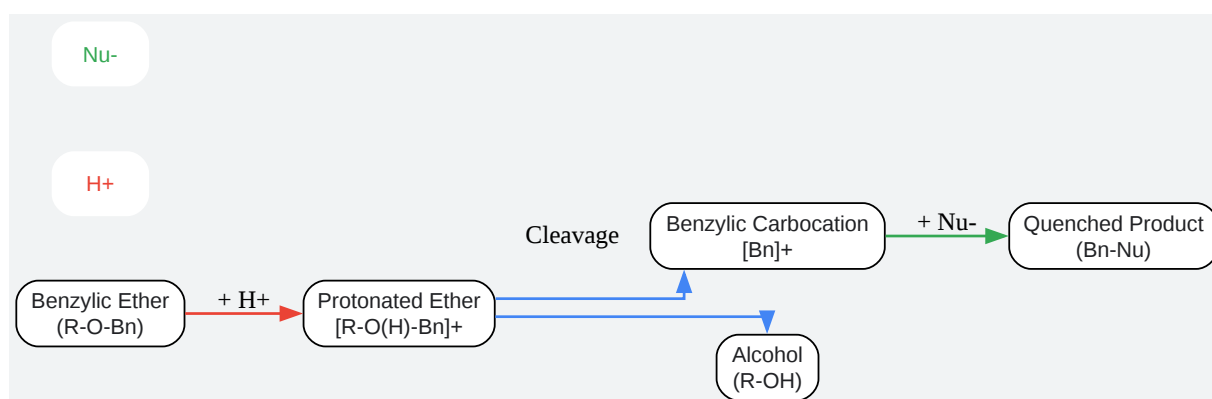 Nu-
H+
Cleavage
Benzylic Carbocation
[Bn]+
+ Nu-
Quenched Product
(Bn-Nu)
Benzylic Ether
(R-O-Bn)
+ H+
Protonated Ether
[R-O(H)-Bn]+
Alcohol
(R-OH)